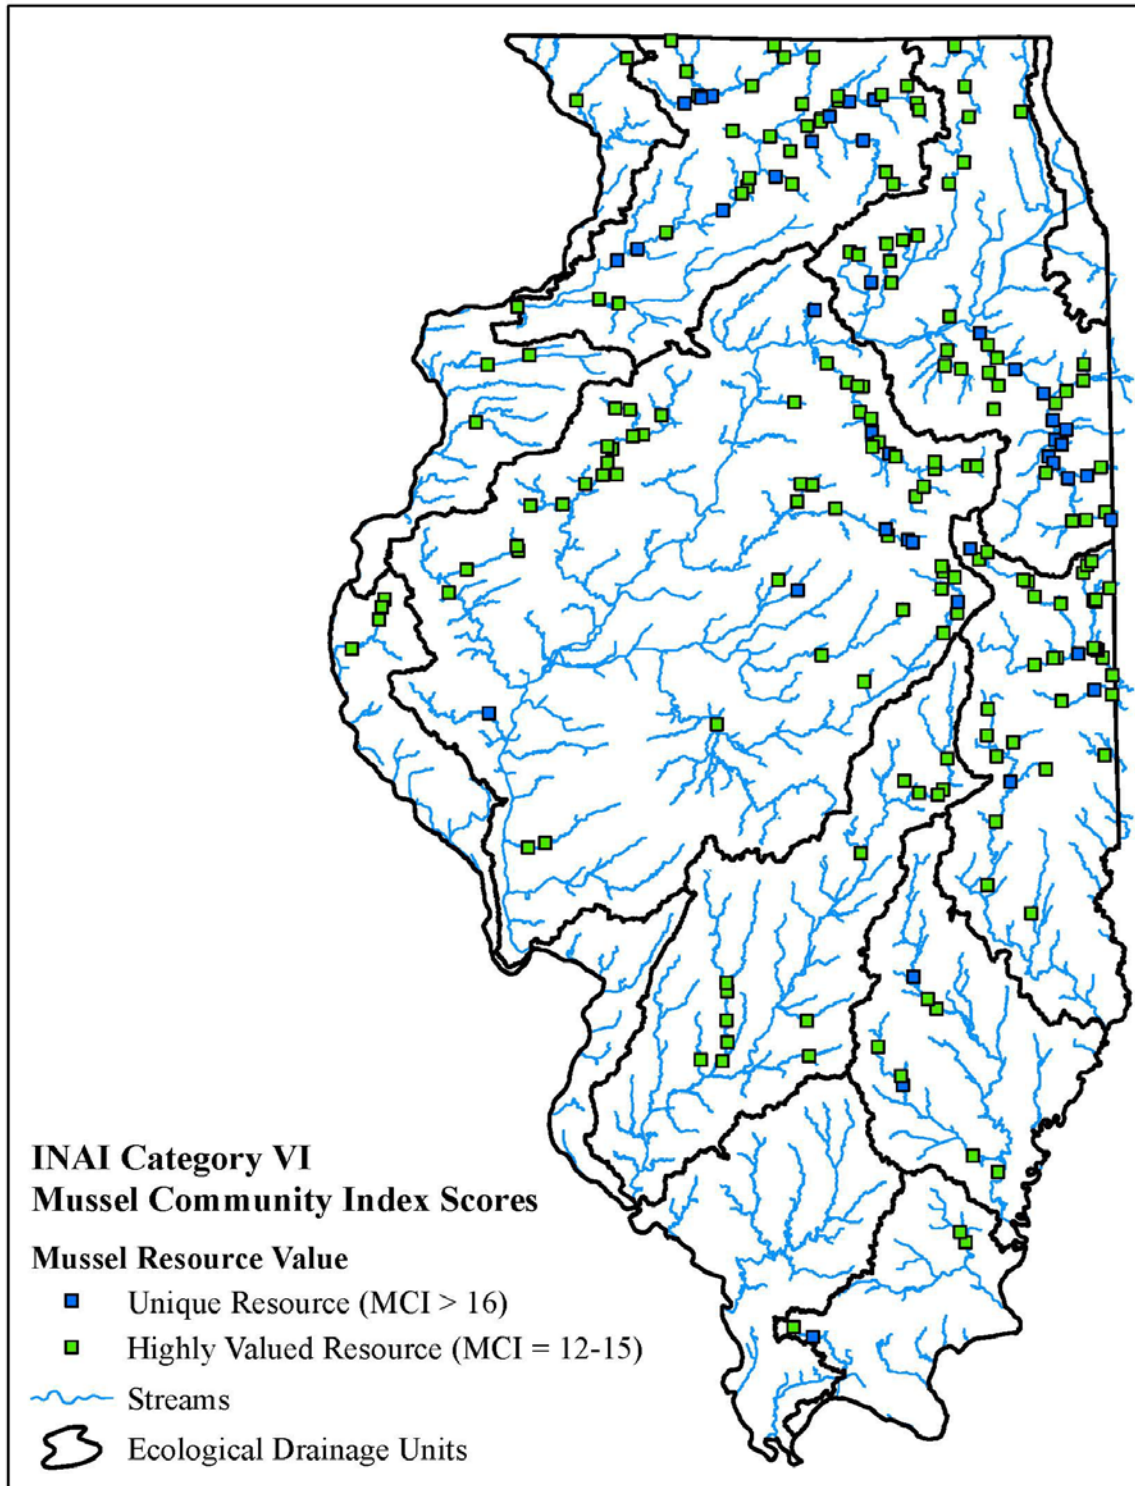 INAI Category VI
Mussel Community Index Scores
Mussel Resource Value
Unique Resource (MCI > 16)
Highly Valued Resource (MCI = 12-15)
Streams
Ecological Drainage Units